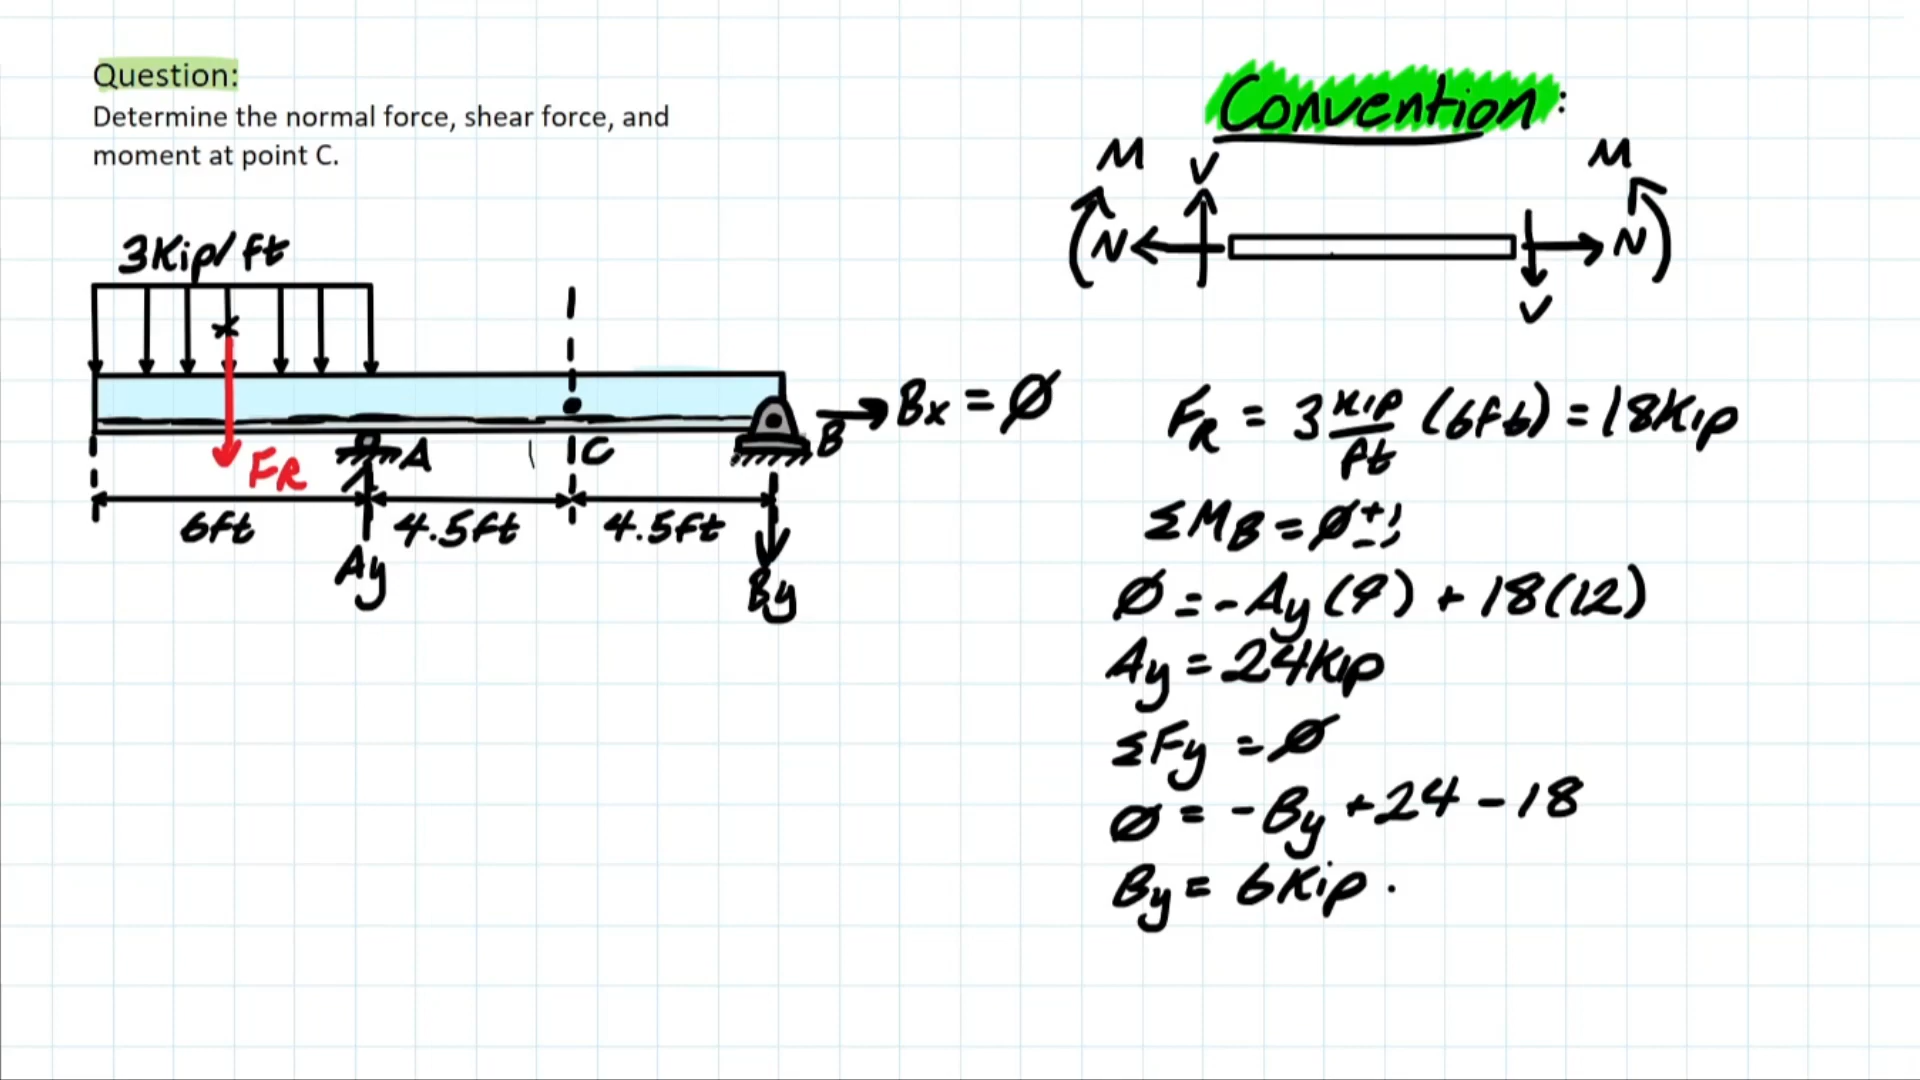 Question:
Determine the normal force, shear force, and
moment at point C.
3Kip/ft
FR
A
C
B
Bx = Ø
6ft
4.5ft
4.5ft
Ay
By
Convention:
M V M
N N
V
FR = 3 kip/ft (6ft) = 18Kip
ΣMB = Ø
Ø = -Ay(9) + 18(12)
Ay = 24Kip
ΣFy = Ø
Ø = -By +24 -18
By = 6Kip.